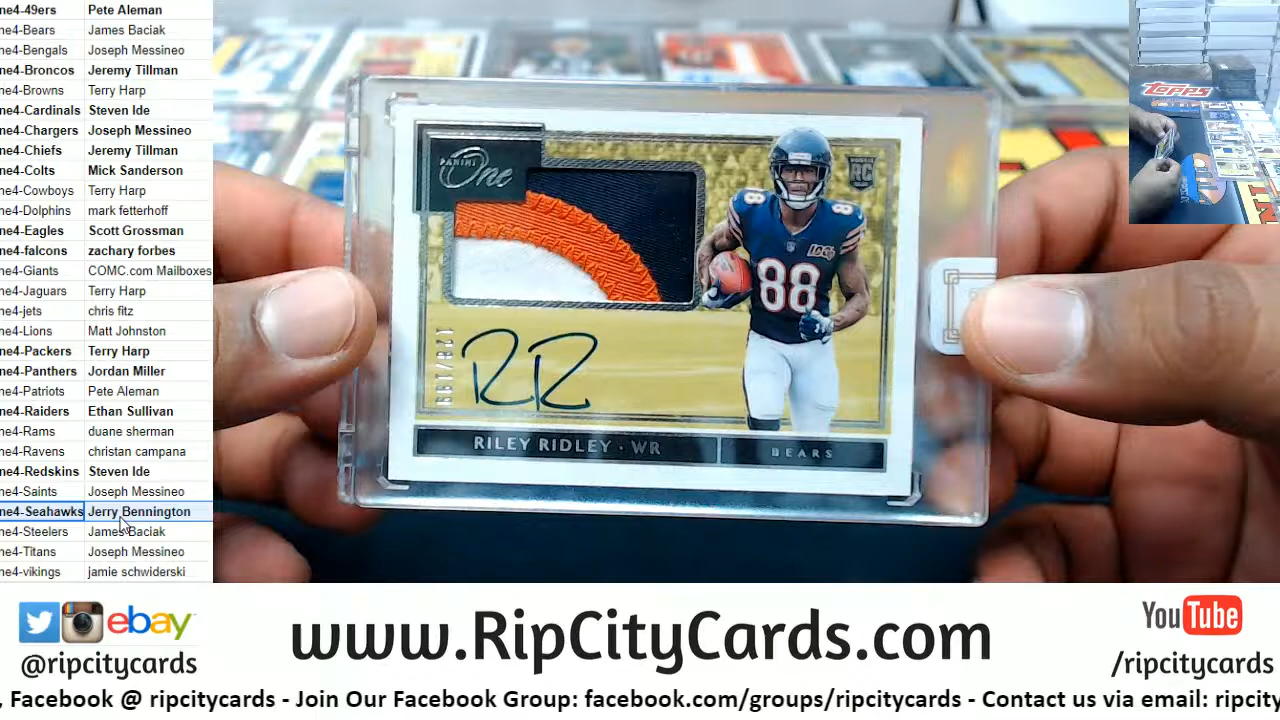 ne4-49ers Pete Aleman
ne4-Bears James Baciak
ne4-Bengals Joseph Messineo
ne4-Broncos Jeremy Tillman
ne4-Browns Terry Harp
ne4-Cardinals Steven Ide
ne4-Chargers Joseph Messineo
ne4-Chiefs Jeremy Tillman
ne4-Colts Mick Sanderson
ne4-Cowboys Terry Harp
ne4-Dolphins mark fetterhoff
ne4-Eagles Scott Grossman
ne4-falcons zachary forbes
ne4-Giants COMC.com Mailboxes
ne4-Jaguars Terry Harp
ne4-jets chris fitz
ne4-Lions Matt Johnston
ne4-Packers Terry Harp
ne4-Panthers Jordan Miller
ne4-Patriots Pete Aleman
ne4-Raiders Ethan Sullivan
ne4-Rams duane sherman
ne4-Ravens christan campana
ne4-Redskins Steven Ide
ne4-Saints Joseph Messineo
ne4-Seahawks Jerry Bennington
ne4-Steelers James Baciak
ne4-Titans Joseph Messineo
ne4-vikings jamie schwiderski
Topps
PANINI
One
RC
88
88
RR
RILEY RIDLEY · WR
BEARS
ebay
@ripcitycards
www.RipCityCards.com
YouTube
/ripcitycards
, Facebook @ ripcitycards - Join Our Facebook Group: facebook.com/groups/ripcitycards - Contact us via email: ripcity